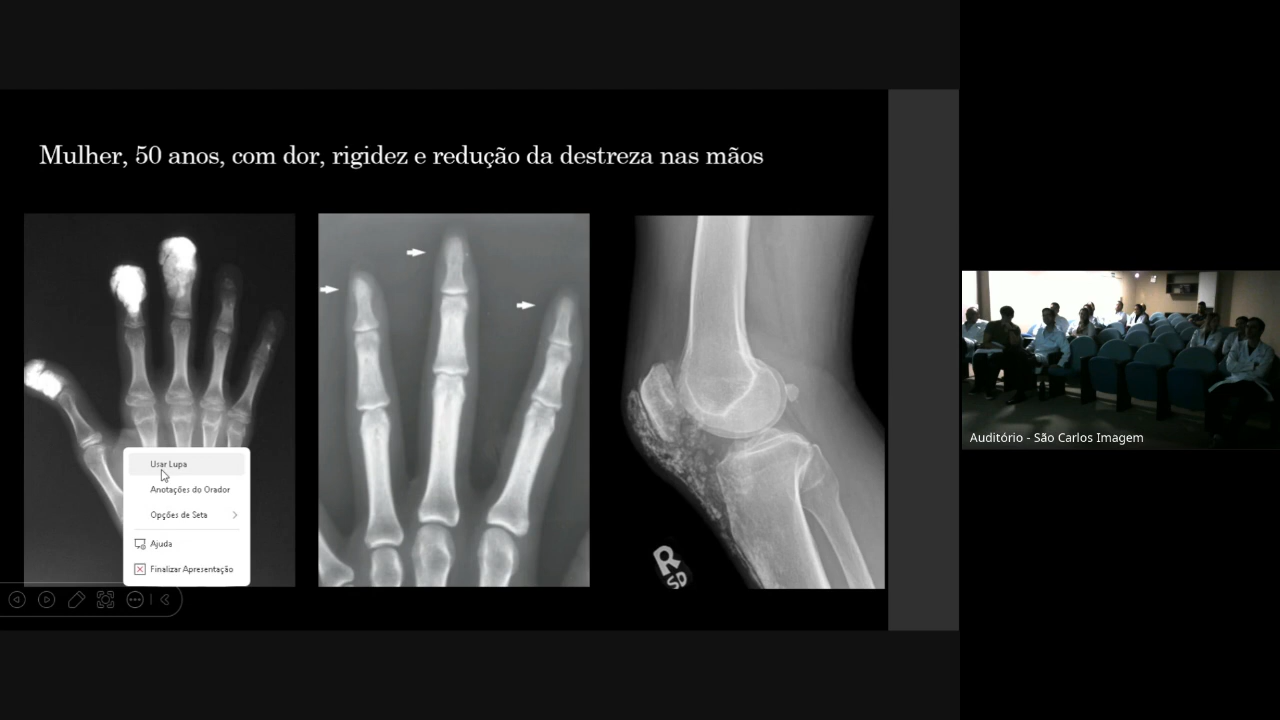 Mulher, 50 anos, com dor, rigidez e redução da destreza nas mãos
Usar Lupa
Anotações do Orador
Opções de Seta
Ajuda
Finalizar Apresentação
R
SD
Auditório - São Carlos Imagem